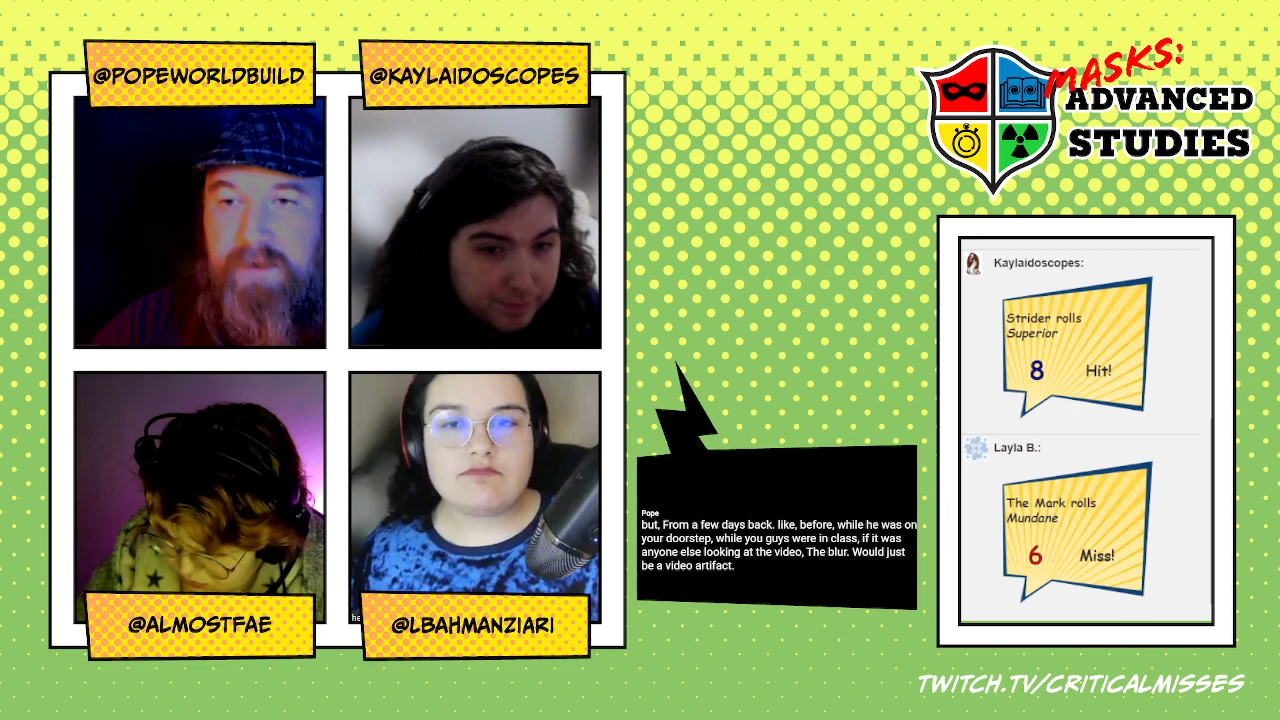 @POPEWORLDBUILD
@KAYLAIDOSCOPES
MASKS:
ADVANCED
STUDIES
Kaylaidoscopes:
Strider rolls
Superior
8 Hit!
Layla B.:
The Mark rolls
Mundane
6 Miss!
Pope
but, From a few days back. like, before, while he was on
your doorstep, while you guys were in class, if it was
anyone else looking at the video, The blur. Would just
be a video artifact.
@ALMOSTFAE
@LBAHMANZIARI
TWITCH.TV/CRITICALMISSES